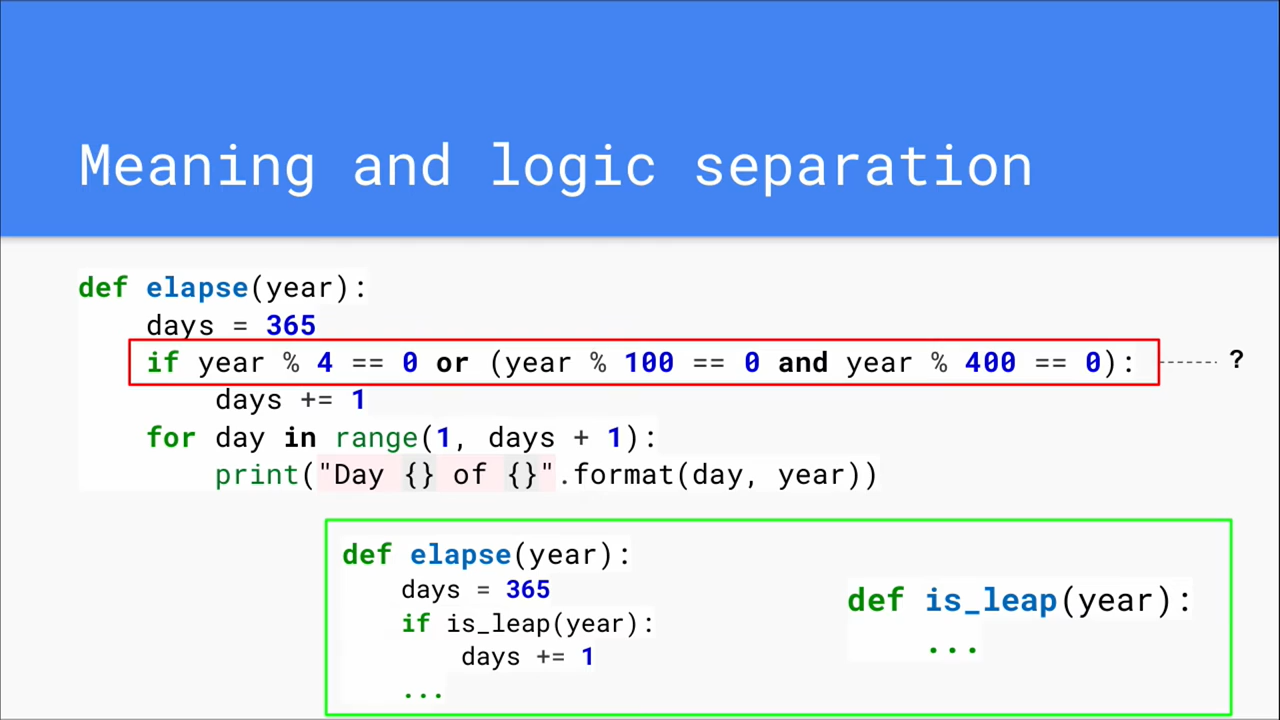 Meaning and logic separation
def elapse(year):
    days = 365
    if year % 4 == 0 or (year % 100 == 0 and year % 400 == 0):
?
        days += 1
    for day in range(1, days + 1):
        print("Day {} of {}".format(day, year))
def elapse(year):
    days = 365
    if is_leap(year):
        days += 1
    ...
def is_leap(year):
    ...